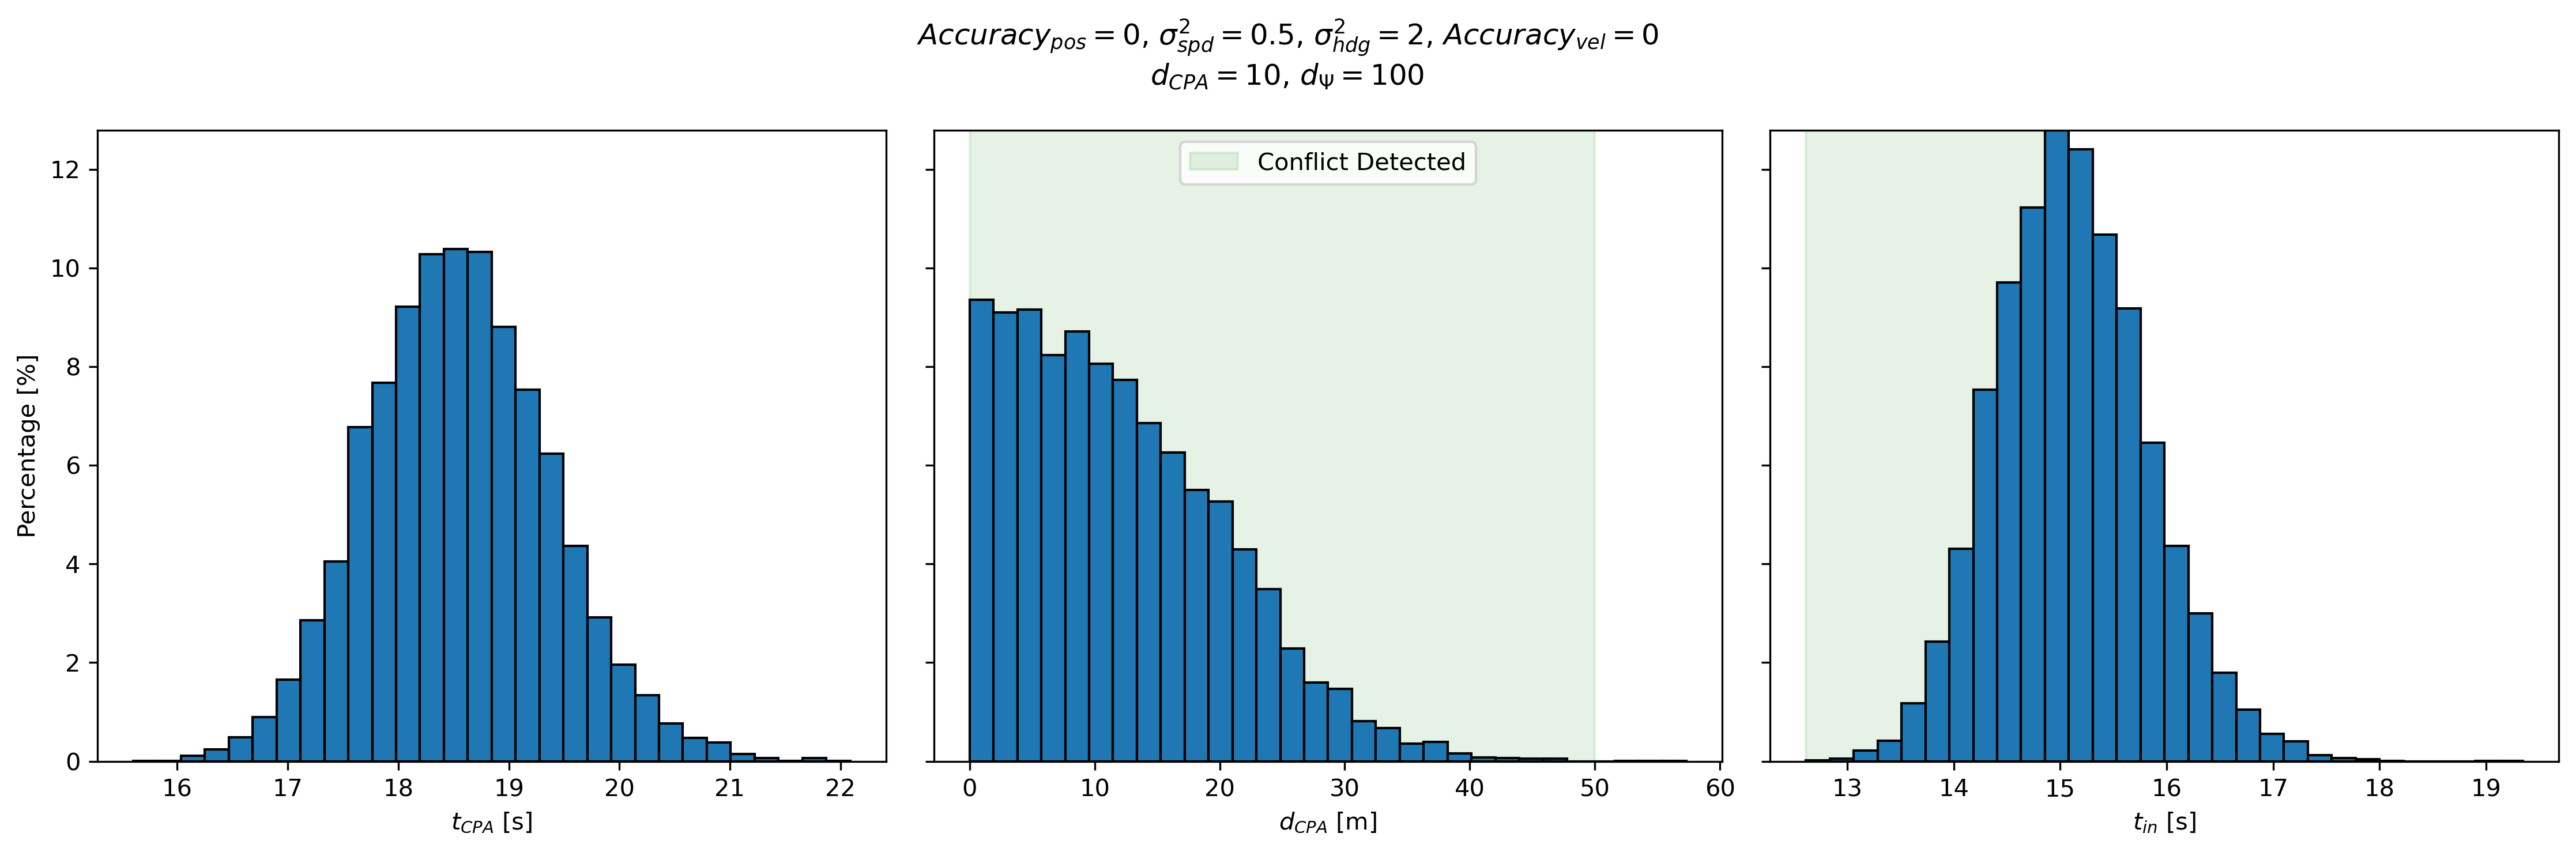 Accuracy_pos = 0, σ²_spd = 0.5, σ²_hdg = 2, Accuracy_vel = 0
d_CPA = 10, d_Ψ = 100
Percentage [%]
12
10
8
6
4
2
0
16 17 18 19 20 21 22
t_CPA [s]
Conflict Detected
0 10 20 30 40 50 60
d_CPA [m]
13 14 15 16 17 18 19
t_in [s]